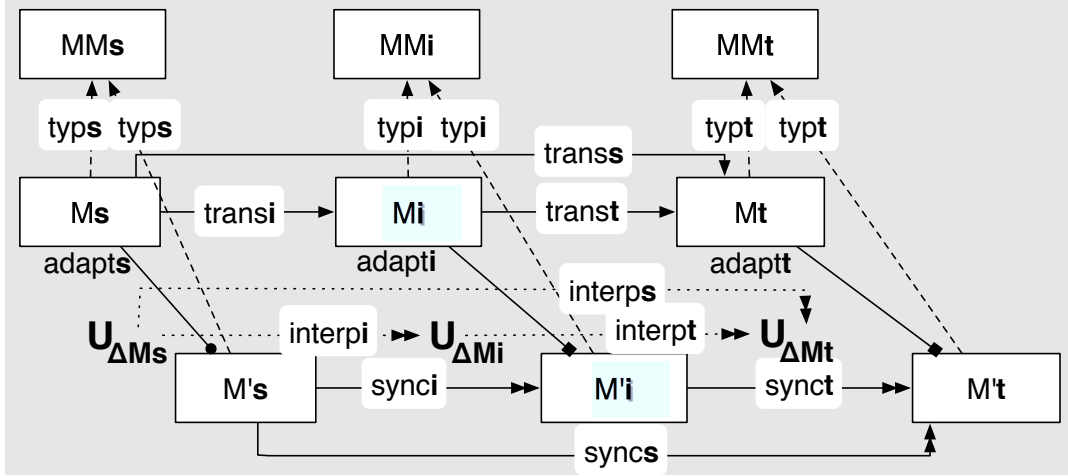 MMs
MMi
MMt
typs
typs
typi
typi
typt
typt
transs
Ms
transi
Mi
transt
Mt
adapts
adapti
adaptt
interps
UΔMs
interpi
UΔMi
interpt
UΔMt
M's
synci
M'i
synct
M't
syncs